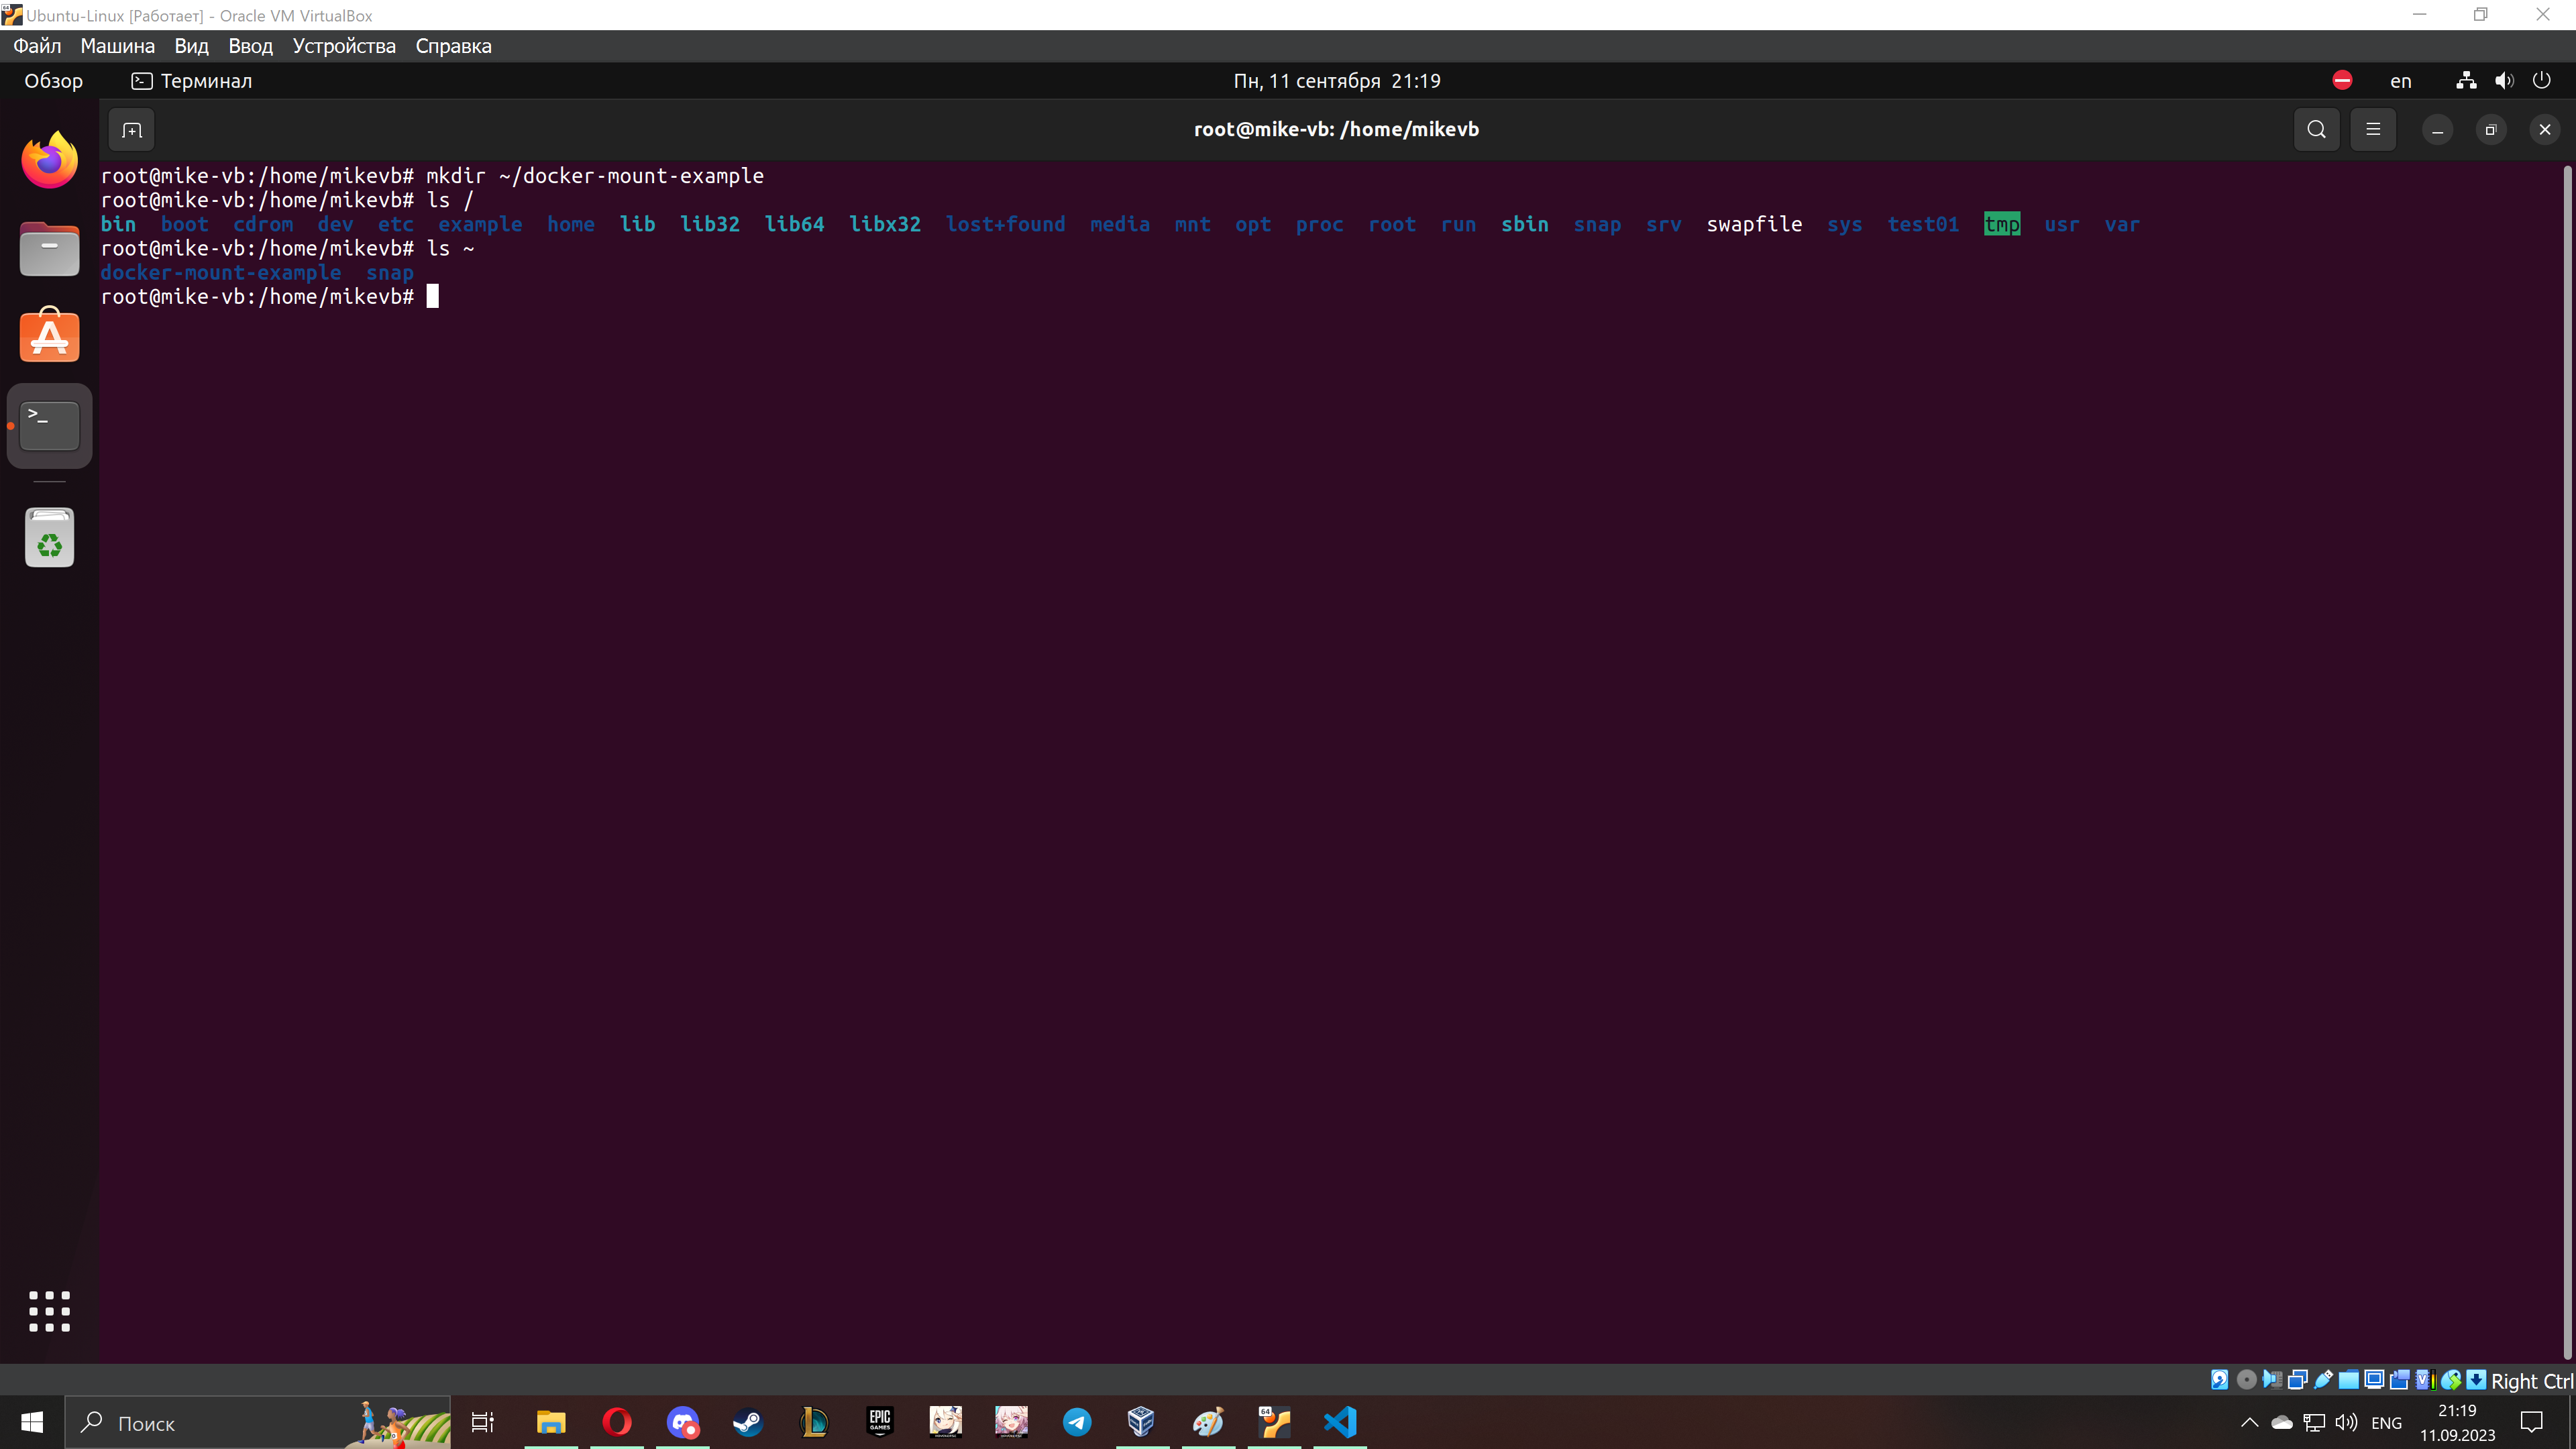 Ubuntu-Linux [Работает] - Oracle VM VirtualBox
Файл Машина Вид Ввод Устройства Справка
Обзор Терминал Пн, 11 сентября 21:19 en
root@mike-vb: /home/mikevb
root@mike-vb:/home/mikevb# mkdir ~/docker-mount-example
root@mike-vb:/home/mikevb# ls /
bin boot cdrom dev etc example home lib lib32 lib64 libx32 lost+found media mnt opt proc root run sbin snap srv swapfile sys test01 tmp usr var
root@mike-vb:/home/mikevb# ls ~
docker-mount-example snap
root@mike-vb:/home/mikevb#
Right Ctrl
Поиск
EPIC
GAMES
64
ENG
21:19
11.09.2023